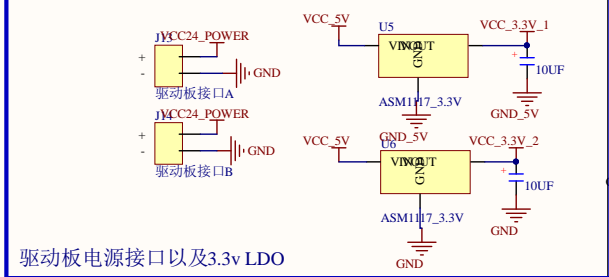 J13
VCC24_POWER
+
-
GND
驱动板接口A
J14
VCC24_POWER
+
-
GND
驱动板接口B
VCC_5V
U5
VIN
OUT
GND
ASM1117_3.3V
GND_5V
VCC_3.3V_1
+
10UF
GND_5V
VCC_5V
U6
VIN
OUT
GND
ASM1117_3.3V
GND
VCC_3.3V_2
+
10UF
GND
驱动板电源接口以及3.3v LDO